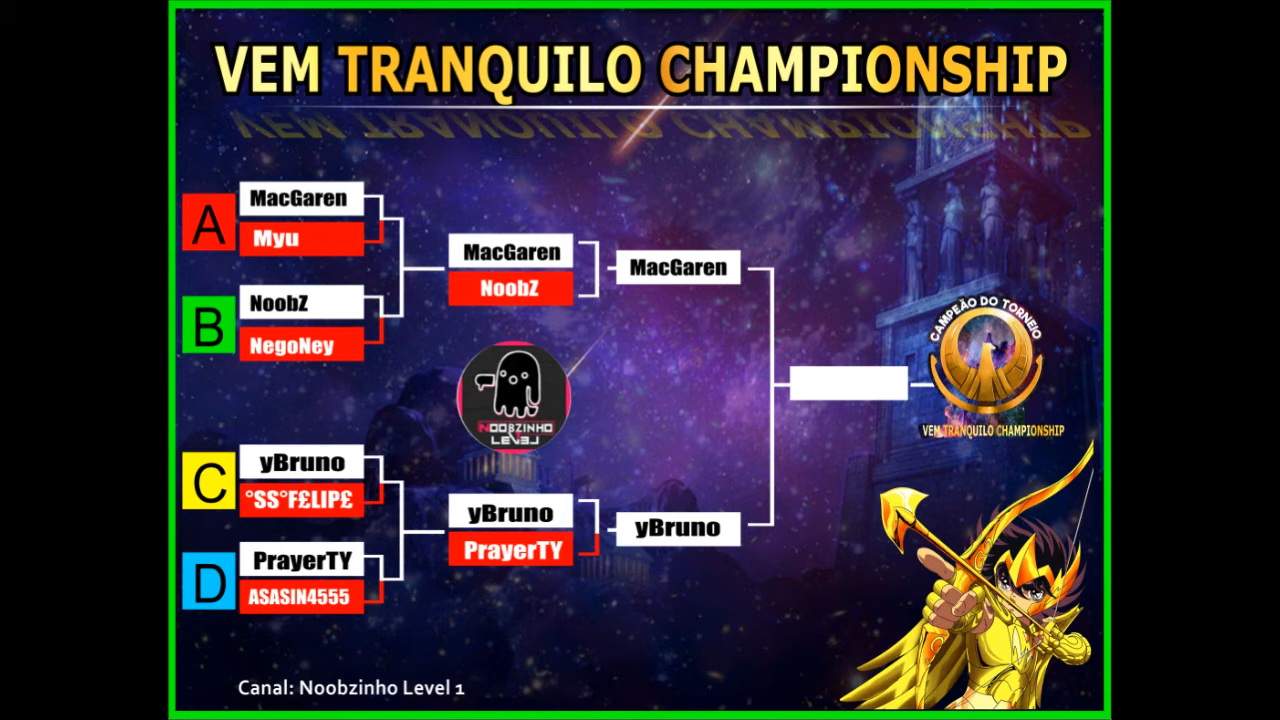 VEM TRANQUILO CHAMPIONSHIP
A
MacGaren
Myu
B
NoobZ
NegoNey
MacGaren
NoobZ
MacGaren
CAMPEÃO DO TORNEIO
VEM TRANQUILO CHAMPIONSHIP
NOOBZINHO
LEVEL
C
yBruno
°SS°F£LIP£
D
PrayerTY
ASASIN4555
yBruno
PrayerTY
yBruno
Canal: Noobzinho Level 1